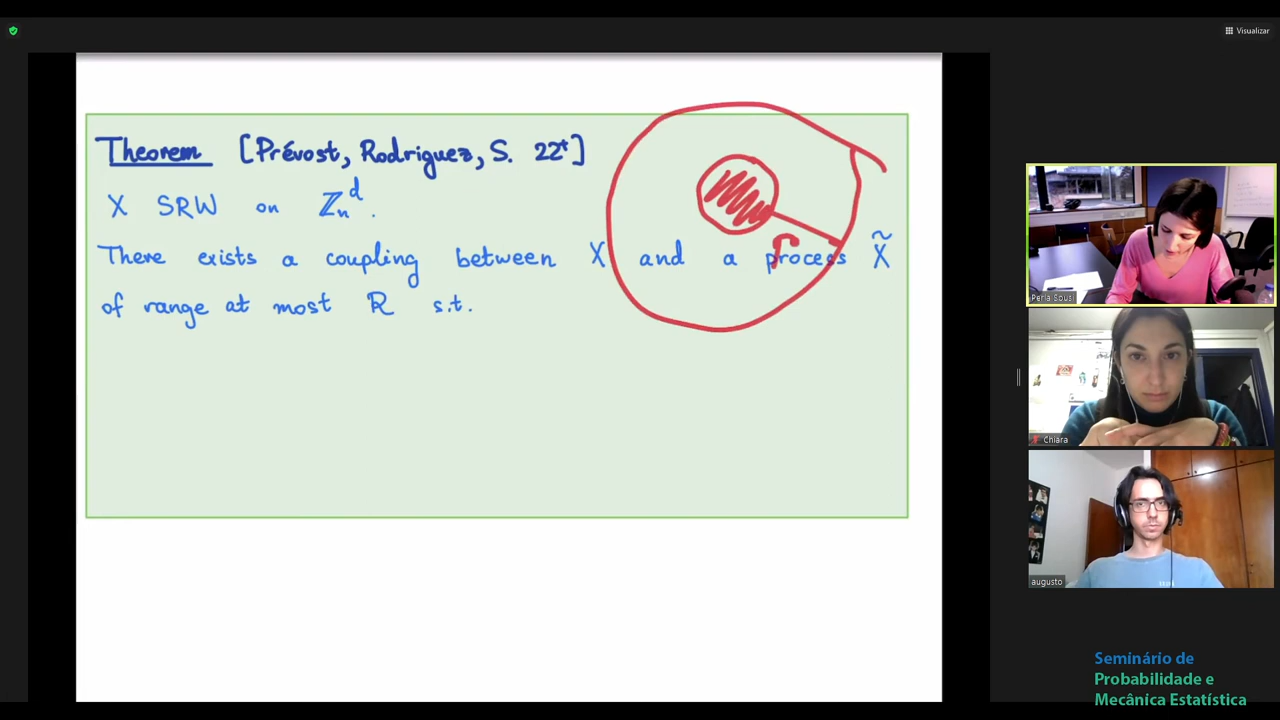 Visualizar
Theorem [Prévost, Rodriguez, S. 22+]
X SRW on ℤₙᵈ.
There exists a coupling between X and a process X̃
of range at most R s.t.
r
Perla Sousi
Chiara
augusto
Seminário de
Probabilidade e
Mecânica Estatística